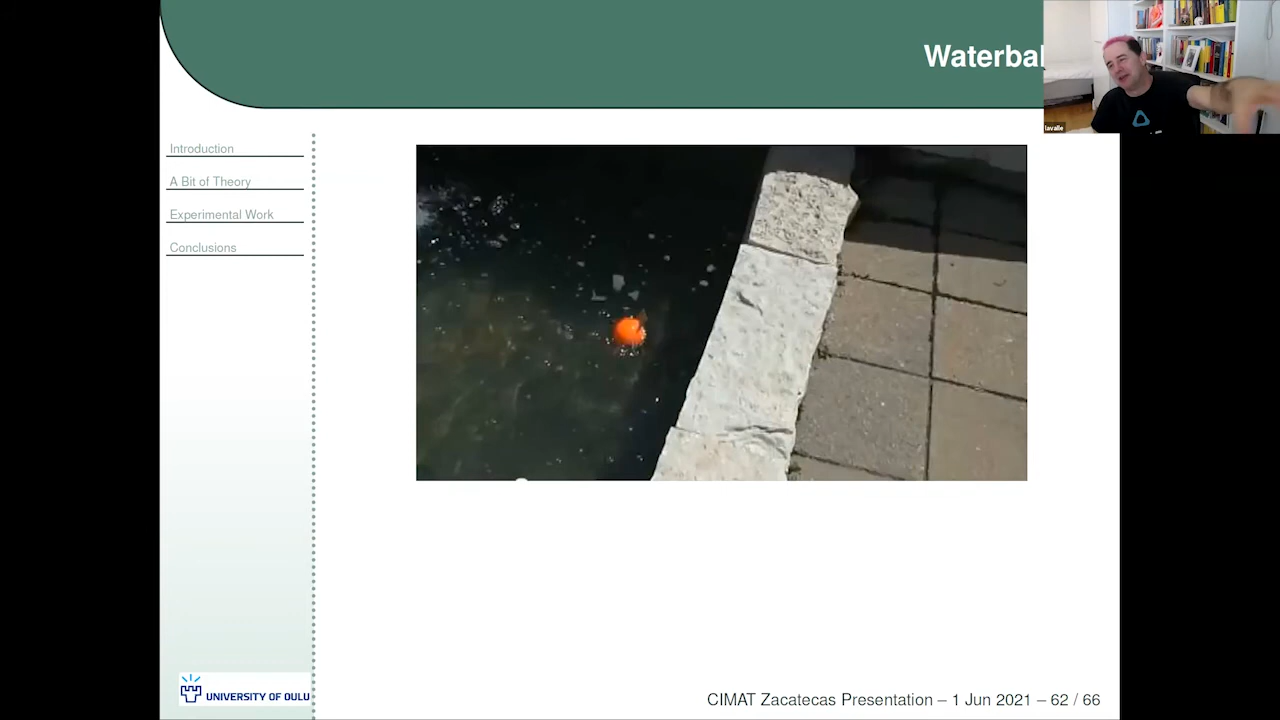 Waterbal
lavalle
Introduction
A Bit of Theory
Experimental Work
Conclusions
UNIVERSITY OF OULU
CIMAT Zacatecas Presentation – 1 Jun 2021 – 62 / 66